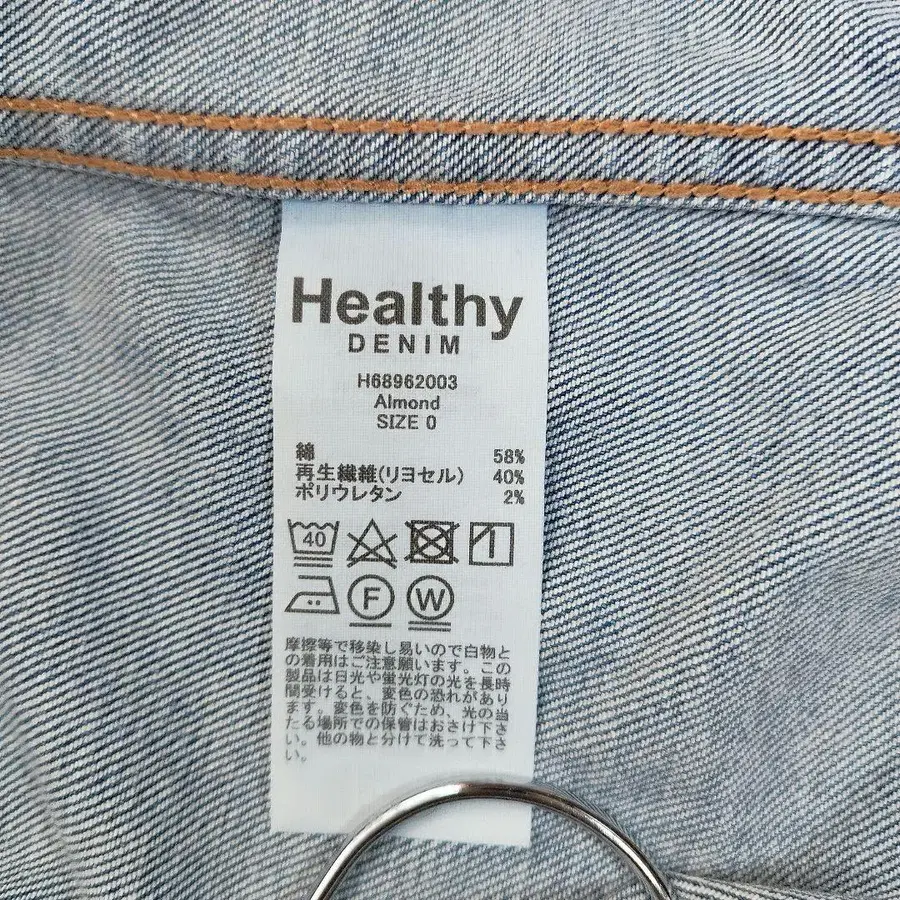 Healthy
DENIM
H68962003
Almond
SIZE 0
綿 58%
再生繊維(リヨセル) 40%
ポリウレタン 2%
40
F W
摩擦等で移染し易いので白物と
の着用はご注意願います。この
製品は日光や蛍光灯の光を長時
間受けると、変色の恐れがあり
ます。変色を防ぐため、光の当
たる場所での保管はおさけ下さ
い。他の物と分けて洗って下さ
い。